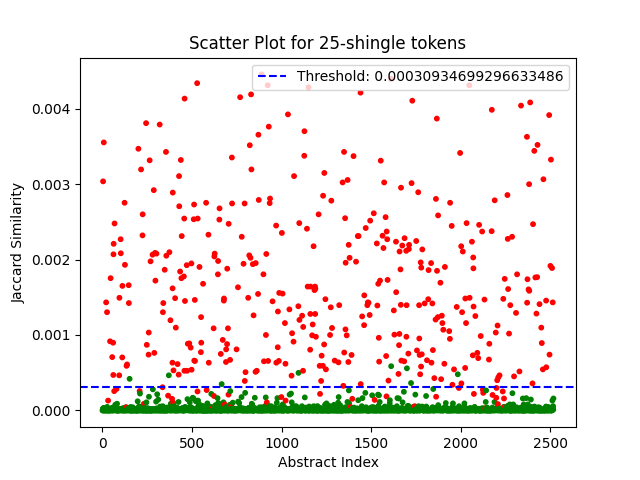 Scatter Plot for 25-shingle tokens
Threshold: 0.00030934699296633486
Jaccard Similarity
0.004
0.003
0.002
0.001
0.000
0
500
1000
1500
2000
2500
Abstract Index